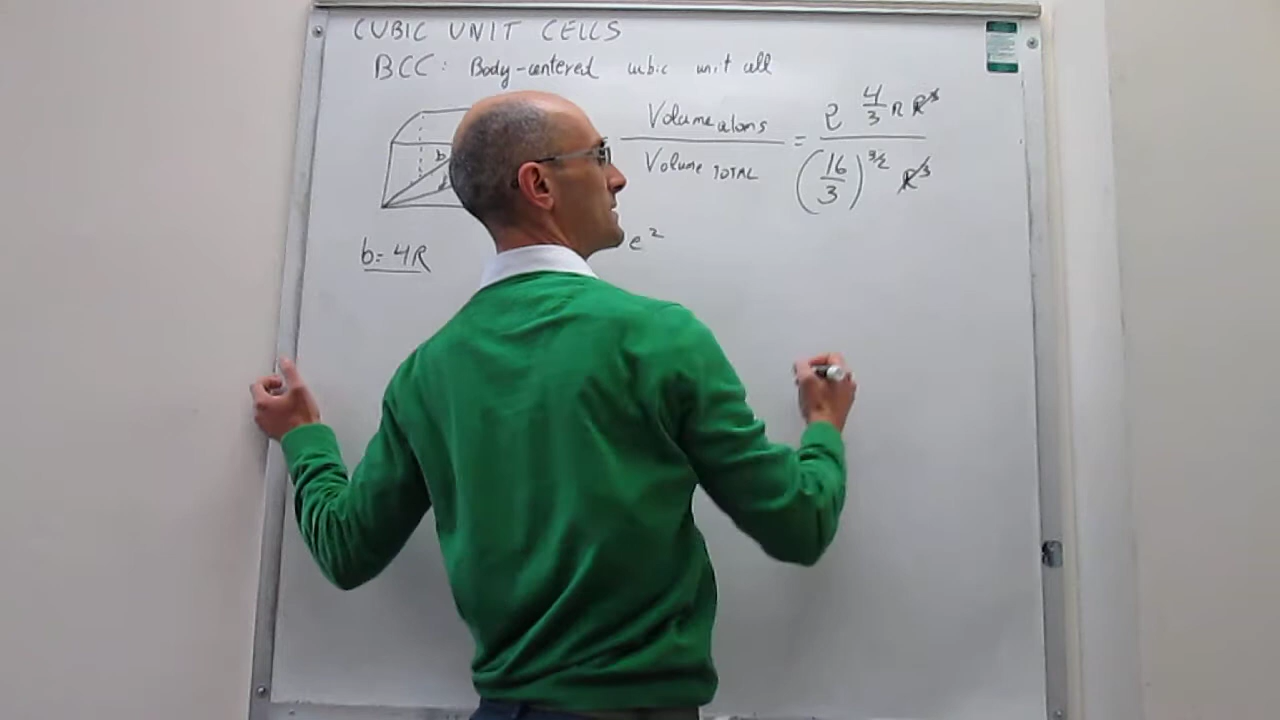 CUBIC UNIT CELLS
BCC: Body-centered cubic unit cell
b
d
Volume atoms / Volume TOTAL = 2 4/3 π R³ / (16/3)^3/2 R³
b = 4R
e²